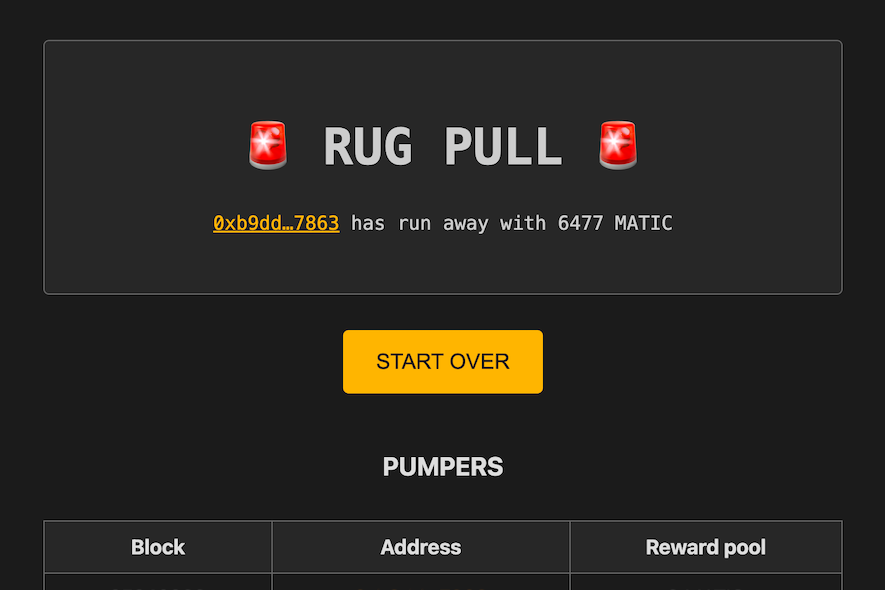 🚨 RUG PULL 🚨
0xb9dd…7863 has run away with 6477 MATIC
START OVER
PUMPERS
Block Address Reward pool